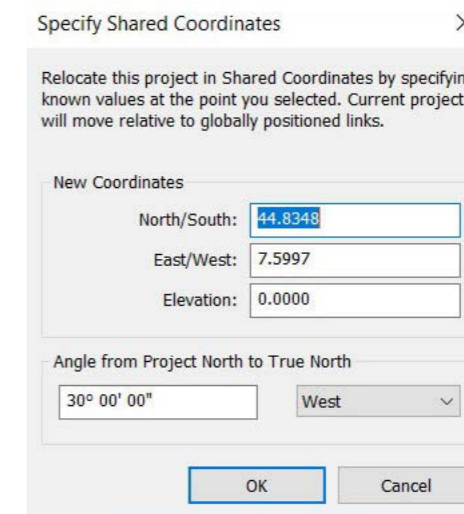 Specify Shared Coordinates
Relocate this project in Shared Coordinates by specifyin
known values at the point you selected. Current project
will move relative to globally positioned links.
New Coordinates
North/South: 44.8348
East/West: 7.5997
Elevation: 0.0000
Angle from Project North to True North
30° 00' 00" West
OK Cancel